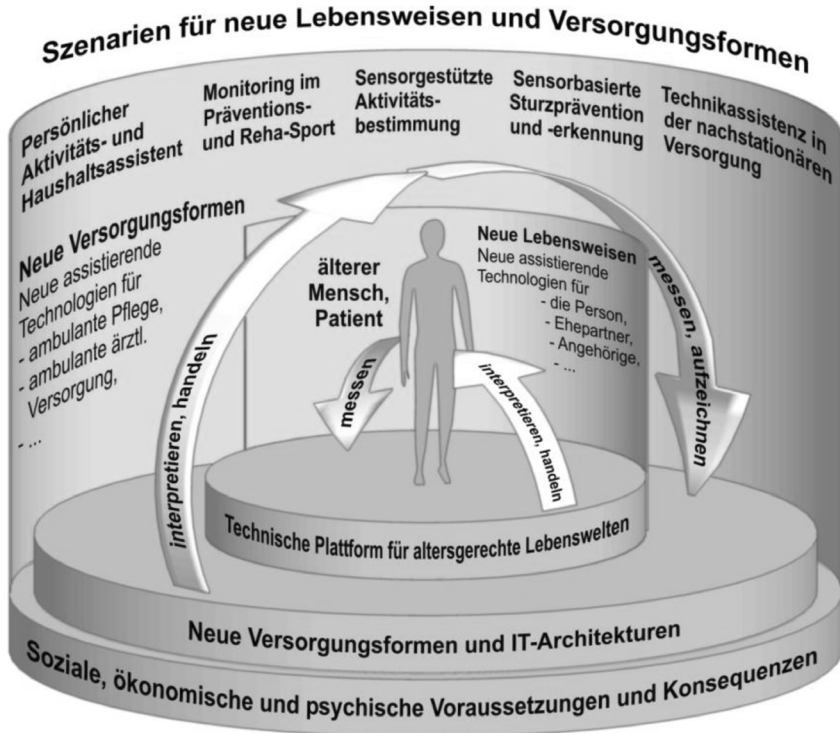 Szenarien für neue Lebensweisen und Versorgungsformen
Persönlicher
Aktivitäts- und
Haushaltsassistent
Monitoring im
Präventions-
und Reha-Sport
Sensorgestützte
Aktivitäts-
bestimmung
Sensorbasierte
Sturzprävention
und -erkennung
Technikassistenz in
der nachstationären
Versorgung
Neue Versorgungsformen
Neue assistierende
Technologien für
- ambulante Pflege,
- ambulante ärztl.
Versorgung,
- ...
interpretieren, handeln
älterer
Mensch,
Patient
messen
Neue Lebensweisen
Neue assistierende
Technologien für
- die Person,
- Ehepartner,
- Angehörige,
- ...
interpretieren, handeln
messen, aufzeichnen
Technische Plattform für altersgerechte Lebenswelten
Neue Versorgungsformen und IT-Architekturen
Soziale, ökonomische und psychische Voraussetzungen und Konsequenzen